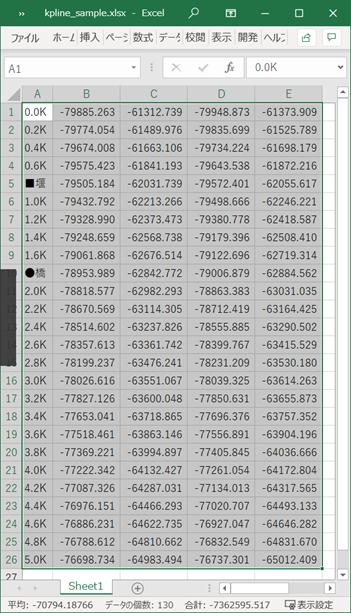 kpline_sample.xlsx - Excel
ファイル ホーム 挿入 ページ 数式 データ 校閲 表示 開発 ヘルプ
A1 fx 0.0K
A B C D E
1 0.0K -79885.263 -61312.739 -79948.873 -61373.909
2 0.2K -79774.054 -61489.976 -79835.699 -61525.789
3 0.4K -79674.008 -61663.106 -79734.224 -61698.179
4 0.6K -79575.423 -61841.193 -79643.538 -61872.216
5 ■堰 -79505.184 -62031.739 -79572.401 -62055.617
6 1.0K -79432.792 -62213.266 -79498.666 -62246.221
7 1.2K -79328.990 -62373.473 -79380.778 -62418.587
8 1.4K -79248.659 -62568.738 -79179.396 -62508.410
9 1.6K -79061.868 -62676.514 -79122.696 -62719.314
10 ●橋 -78953.989 -62842.772 -79006.879 -62884.562
11 2.0K -78818.577 -62982.293 -78863.383 -63031.035
12 2.2K -78670.569 -63114.305 -78712.419 -63164.425
13 2.4K -78514.602 -63237.826 -78555.885 -63290.502
14 2.6K -78357.613 -63361.742 -78399.767 -63415.529
15 2.8K -78199.237 -63476.241 -78231.209 -63530.180
16 3.0K -78026.616 -63551.067 -78039.325 -63614.263
17 3.2K -77827.126 -63600.048 -77850.631 -63655.873
18 3.4K -77653.041 -63718.865 -77696.376 -63757.352
19 3.6K -77518.461 -63863.146 -77556.891 -63904.196
20 3.8K -77369.221 -63994.897 -77405.845 -64036.666
21 4.0K -77222.342 -64132.427 -77261.054 -64172.804
22 4.2K -77087.326 -64287.031 -77134.013 -64317.565
23 4.4K -76976.151 -64466.293 -77020.707 -64493.133
24 4.6K -76886.231 -64622.735 -76927.047 -64646.282
25 4.8K -76788.612 -64810.662 -76832.549 -64831.670
26 5.0K -76698.734 -64983.494 -76737.301 -65012.409
27
Sheet1
平均: -70794.18766 データの個数: 130 合計: -7362595.517 表示設定